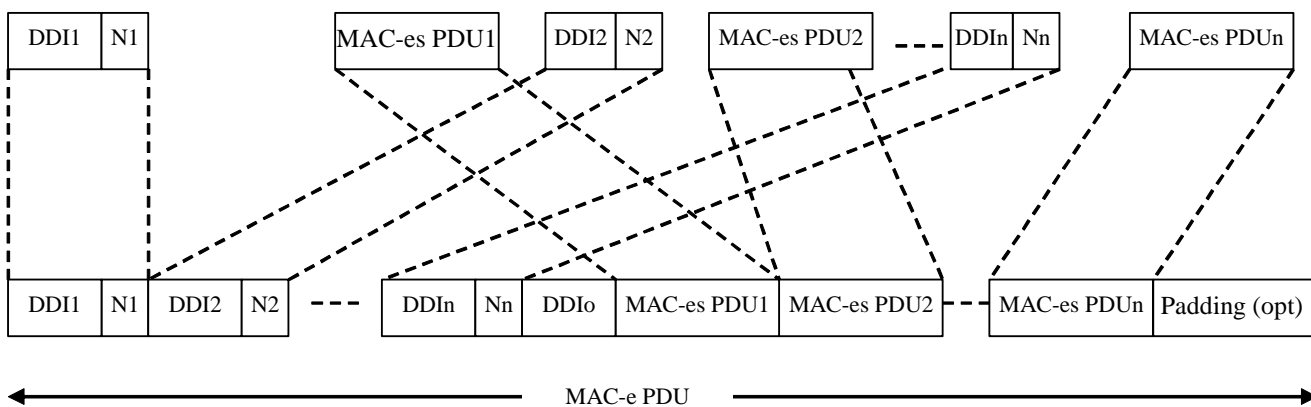 DDI1 N1 MAC-es PDU1 DDI2 N2 MAC-es PDU2 DDIn Nn MAC-es PDUn
DDI1 N1 DDI2 N2 DDIn Nn DDIo MAC-es PDU1 MAC-es PDU2 MAC-es PDUn Padding (opt)
MAC-e PDU